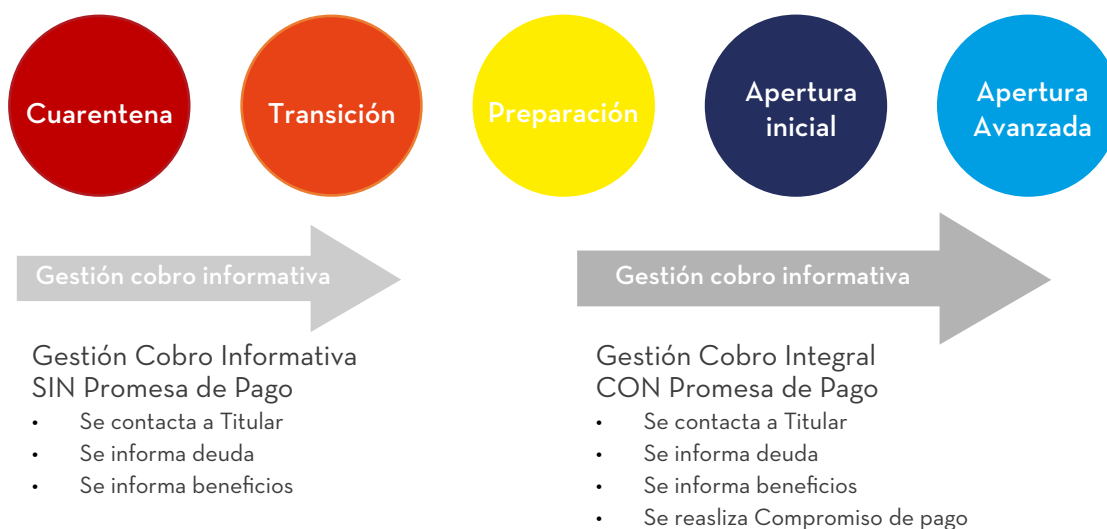 Cuarentena
Transición
Preparación
Apertura
inicial
Apertura
Avanzada
Gestión cobro informativa
Gestión cobro informativa
Gestión Cobro Informativa
SIN Promesa de Pago
• Se contacta a Titular
• Se informa deuda
• Se informa beneficios
Gestión Cobro Integral
CON Promesa de Pago
• Se contacta a Titular
• Se informa deuda
• Se informa beneficios
• Se reasliza Compromiso de pago